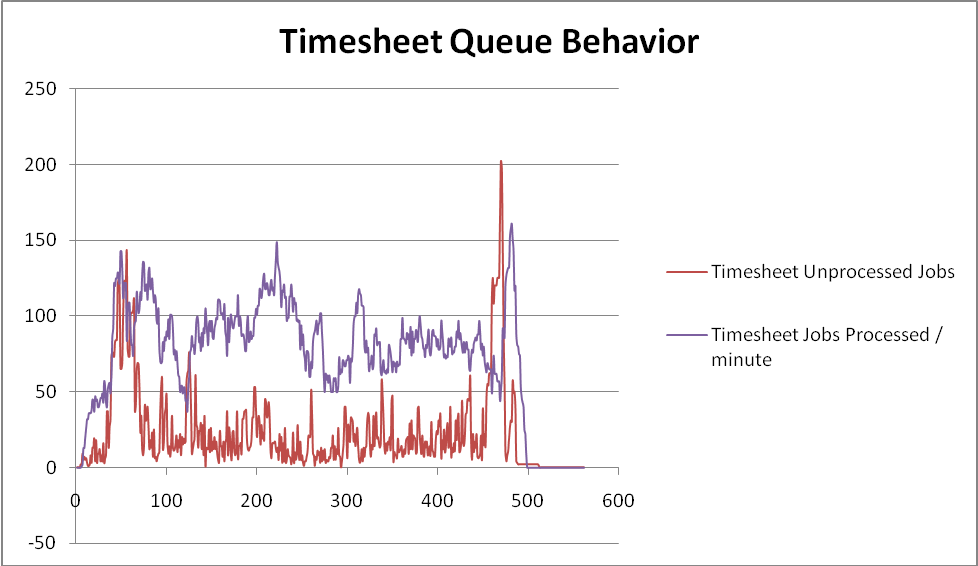 Timesheet Queue Behavior
250
200
150
100
50
0
-50
0 100 200 300 400 500 600
Timesheet Unprocessed Jobs
Timesheet Jobs Processed /
minute